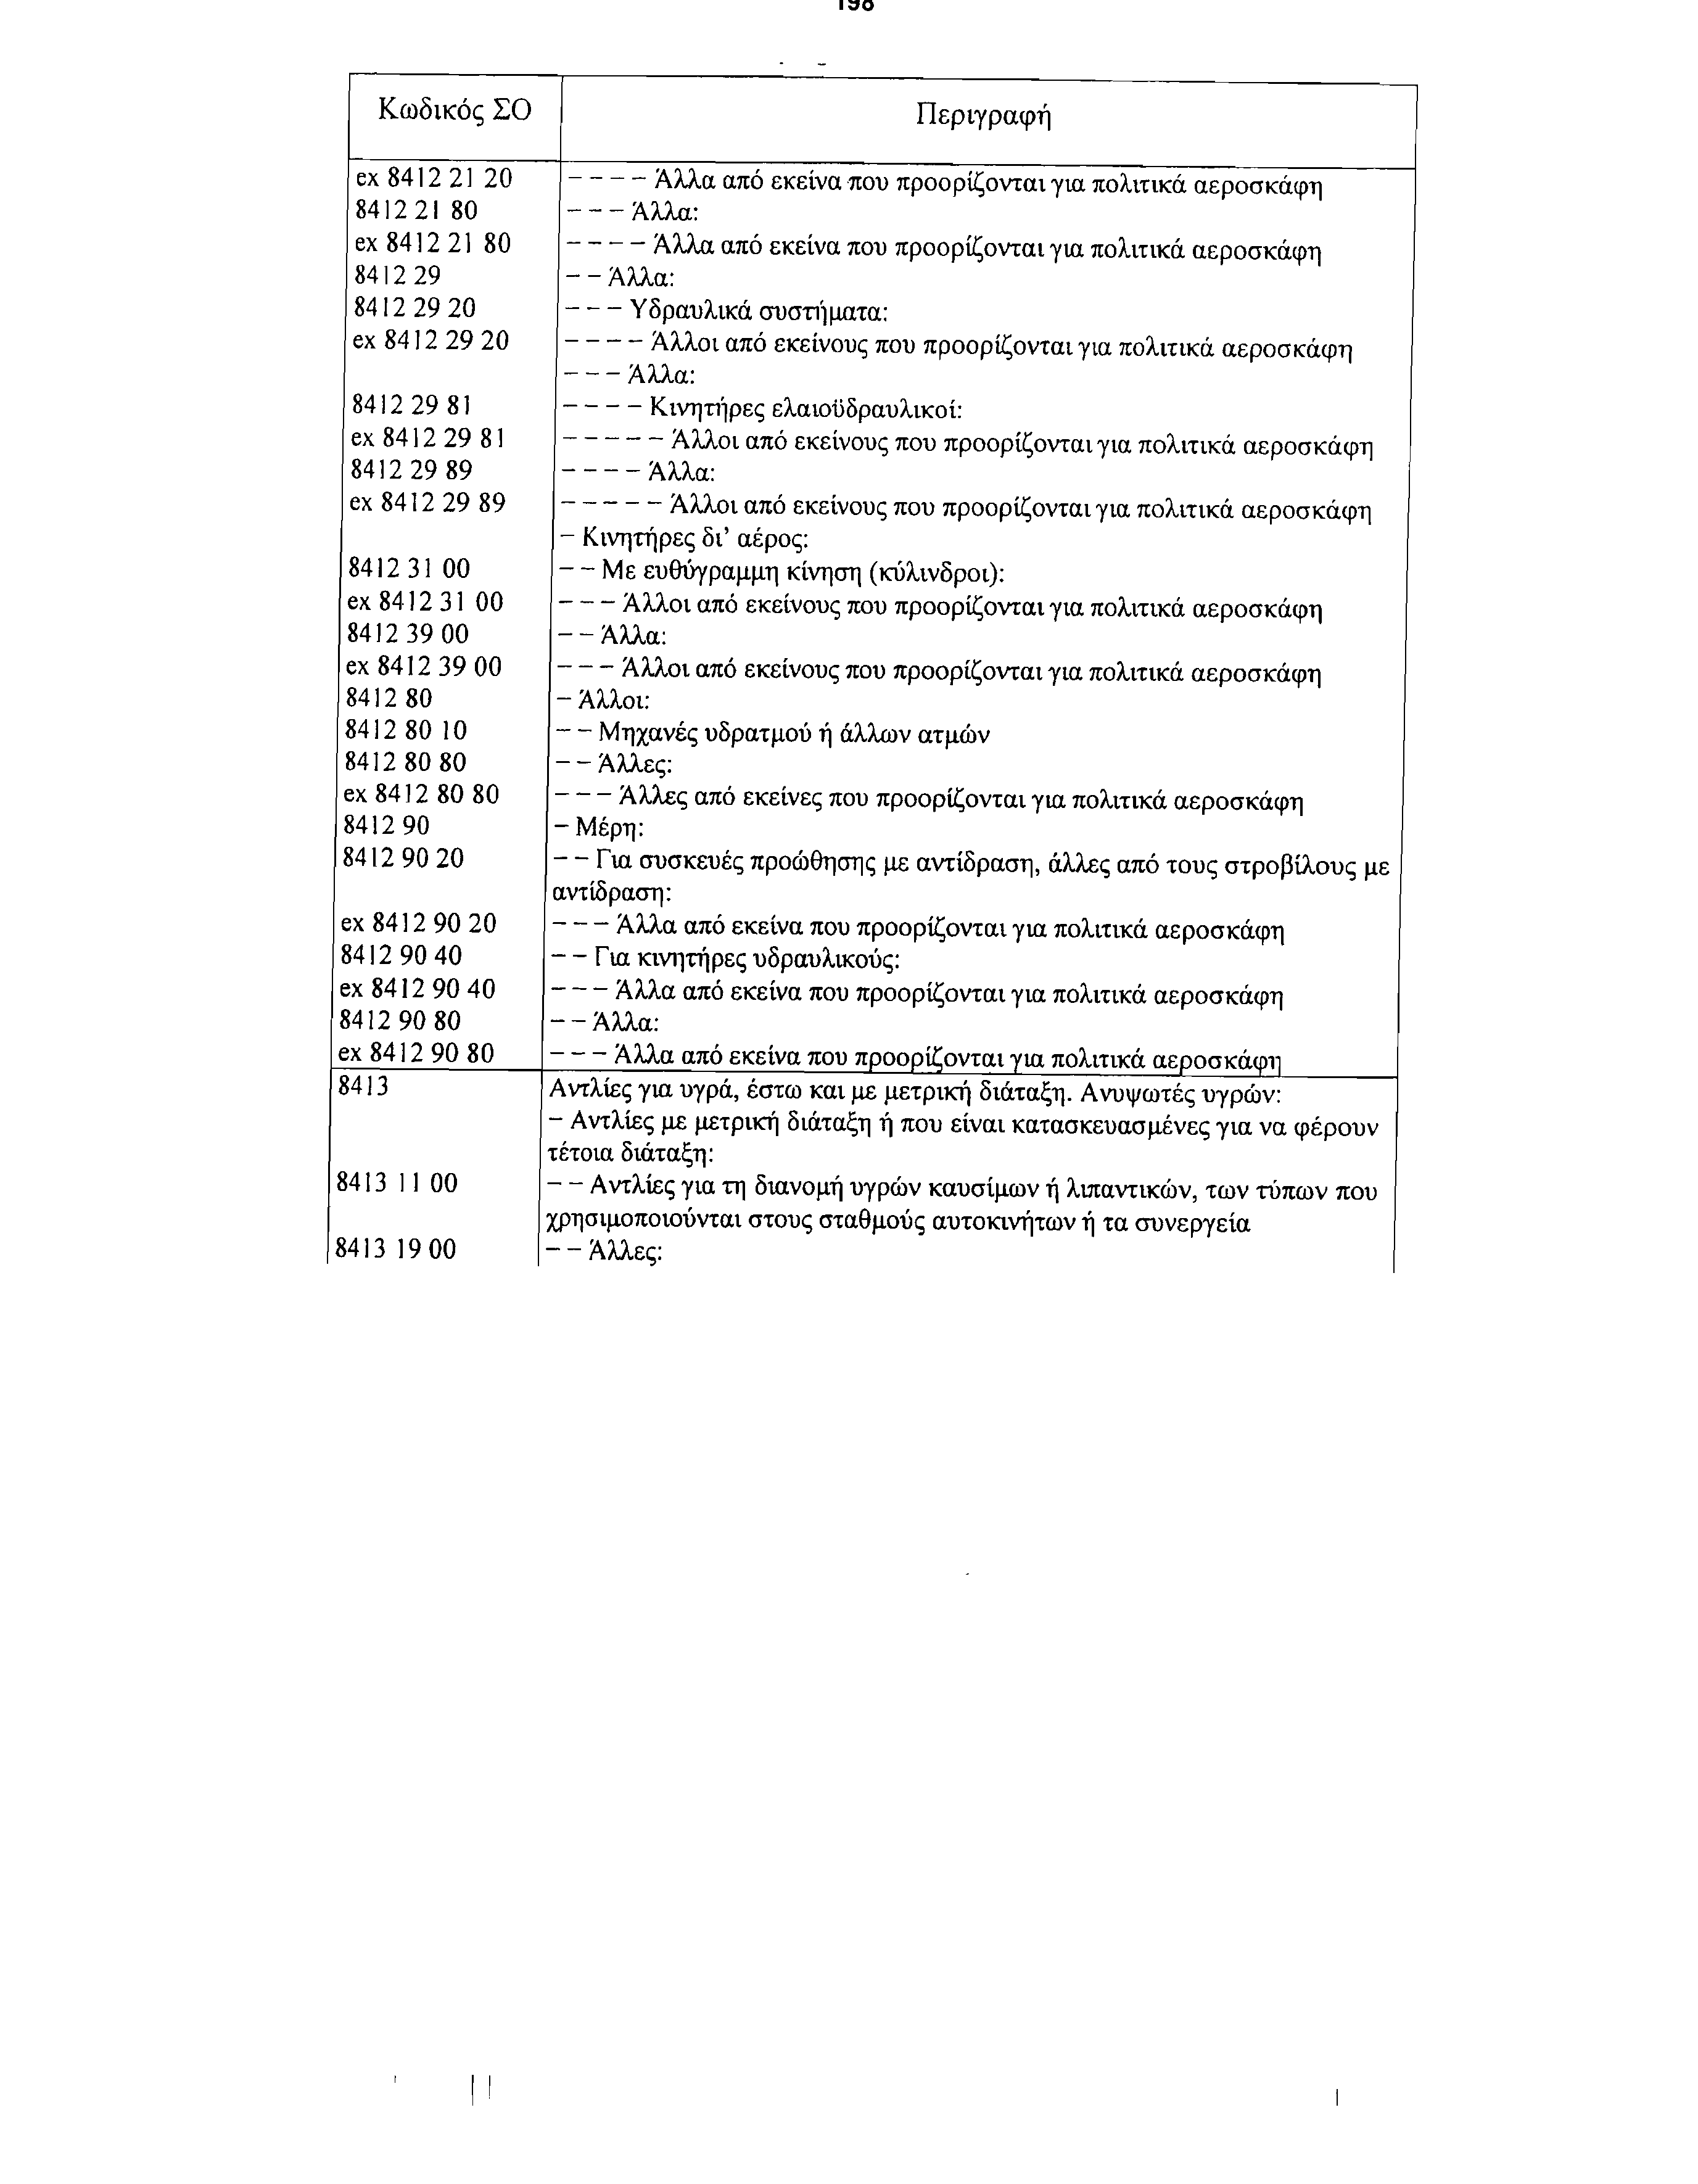 198
Κωδικός ΣΟ Περιγραφή
ex 8412 21 20 – – – – Άλλα από εκείνα που προορίζονται για πολιτικά αεροσκάφη
8412 21 80 – – – Άλλα:
ex 8412 21 80 – – – – Άλλα από εκείνα που προορίζονται για πολιτικά αεροσκάφη
8412 29 – – Άλλα:
8412 29 20 – – – Υδραυλικά συστήματα:
ex 8412 29 20 – – – – Άλλοι από εκείνους που προορίζονται για πολιτικά αεροσκάφη
– – – Άλλα:
8412 29 81 – – – – Κινητήρες ελαιοϋδραυλικοί:
ex 8412 29 81 – – – – – Άλλοι από εκείνους που προορίζονται για πολιτικά αεροσκάφη
8412 29 89 – – – – Άλλα:
ex 8412 29 89 – – – – – Άλλοι από εκείνους που προορίζονται για πολιτικά αεροσκάφη
– Κινητήρες δι’ αέρος:
8412 31 00 – – Με ευθύγραμμη κίνηση (κύλινδροι):
ex 8412 31 00 – – – Άλλοι από εκείνους που προορίζονται για πολιτικά αεροσκάφη
8412 39 00 – – Άλλα:
ex 8412 39 00 – – – Άλλοι από εκείνους που προορίζονται για πολιτικά αεροσκάφη
8412 80 – Άλλοι:
8412 80 10 – – Μηχανές υδρατμού ή άλλων ατμών
8412 80 80 – – Άλλες:
ex 8412 80 80 – – – Άλλες από εκείνες που προορίζονται για πολιτικά αεροσκάφη
8412 90 – Μέρη:
8412 90 20 – – Για συσκευές προώθησης με αντίδραση, άλλες από τους στροβίλους με
αντίδραση:
ex 8412 90 20 – – – Άλλα από εκείνα που προορίζονται για πολιτικά αεροσκάφη
8412 90 40 – – Για κινητήρες υδραυλικούς:
ex 8412 90 40 – – – Άλλα από εκείνα που προορίζονται για πολιτικά αεροσκάφη
8412 90 80 – – Άλλα:
ex 8412 90 80 – – – Άλλα από εκείνα που προορίζονται για πολιτικά αεροσκάφη
8413 Αντλίες για υγρά, έστω και με μετρική διάταξη. Ανυψωτές υγρών:
– Αντλίες με μετρική διάταξη ή που είναι κατασκευασμένες για να φέρουν
τέτοια διάταξη:
8413 11 00 – – Αντλίες για τη διανομή υγρών καυσίμων ή λιπαντικών, των τύπων που
χρησιμοποιούνται στους σταθμούς αυτοκινήτων ή τα συνεργεία
8413 19 00 – – Άλλες: